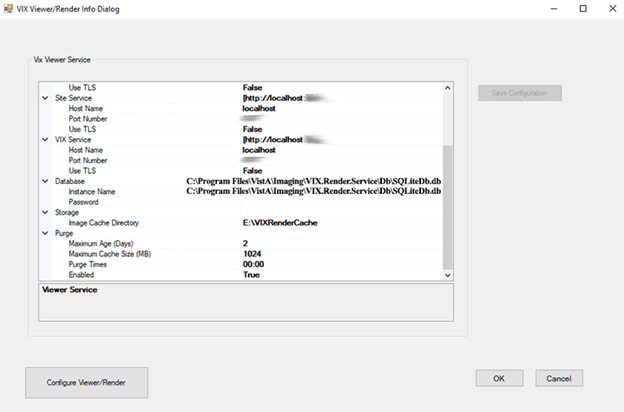 VIX Viewer/Render Info Dialog
Vix Viewer Service
Use TLS False
Site Service [http://localhost:
Host Name localhost
Port Number
Use TLS False
VIX Service [http://localhost
Host Name localhost
Port Number
Use TLS False
Database C:\Program Files\VistA\Imaging\VIX.Render.Service\Db\SQLiteDb.db
Instance Name C:\Program Files\VistA\Imaging\VIX.Render.Service\Db\SQLiteDb.db
Password
Storage
Image Cache Directory E:\VIXRenderCache
Purge
Maximum Age (Days) 2
Maximum Cache Size (MB) 1024
Purge Times 00:00
Enabled True
Viewer Service
Save Configuration
Configure Viewer/Render
OK
Cancel